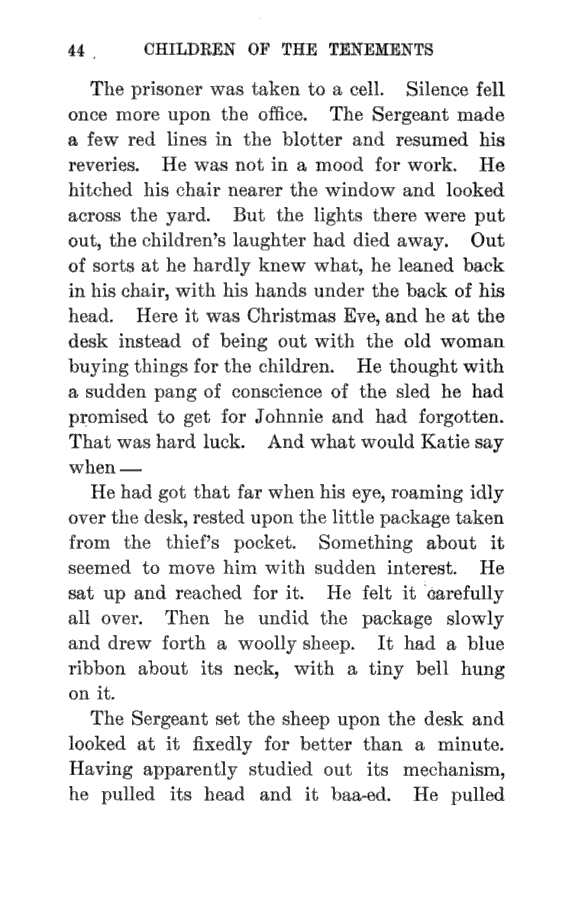 44 CHILDREN OF THE TENEMENTS
The prisoner was taken to a cell. Silence fell
once more upon the office. The Sergeant made
a few red lines in the blotter and resumed his
reveries. He was not in a mood for work. He
hitched his chair nearer the window and looked
across the yard. But the lights there were put
out, the children's laughter had died away. Out
of sorts at he hardly knew what, he leaned back
in his chair, with his hands under the back of his
head. Here it was Christmas Eve, and he at the
desk instead of being out with the old woman
buying things for the children. He thought with
a sudden pang of conscience of the sled he had
promised to get for Johnnie and had forgotten.
That was hard luck. And what would Katie say
when —
He had got that far when his eye, roaming idly
over the desk, rested upon the little package taken
from the thief's pocket. Something about it
seemed to move him with sudden interest. He
sat up and reached for it. He felt it carefully
all over. Then he undid the package slowly
and drew forth a woolly sheep. It had a blue
ribbon about its neck, with a tiny bell hung
on it.
The Sergeant set the sheep upon the desk and
looked at it fixedly for better than a minute.
Having apparently studied out its mechanism,
he pulled its head and it baa-ed. He pulled